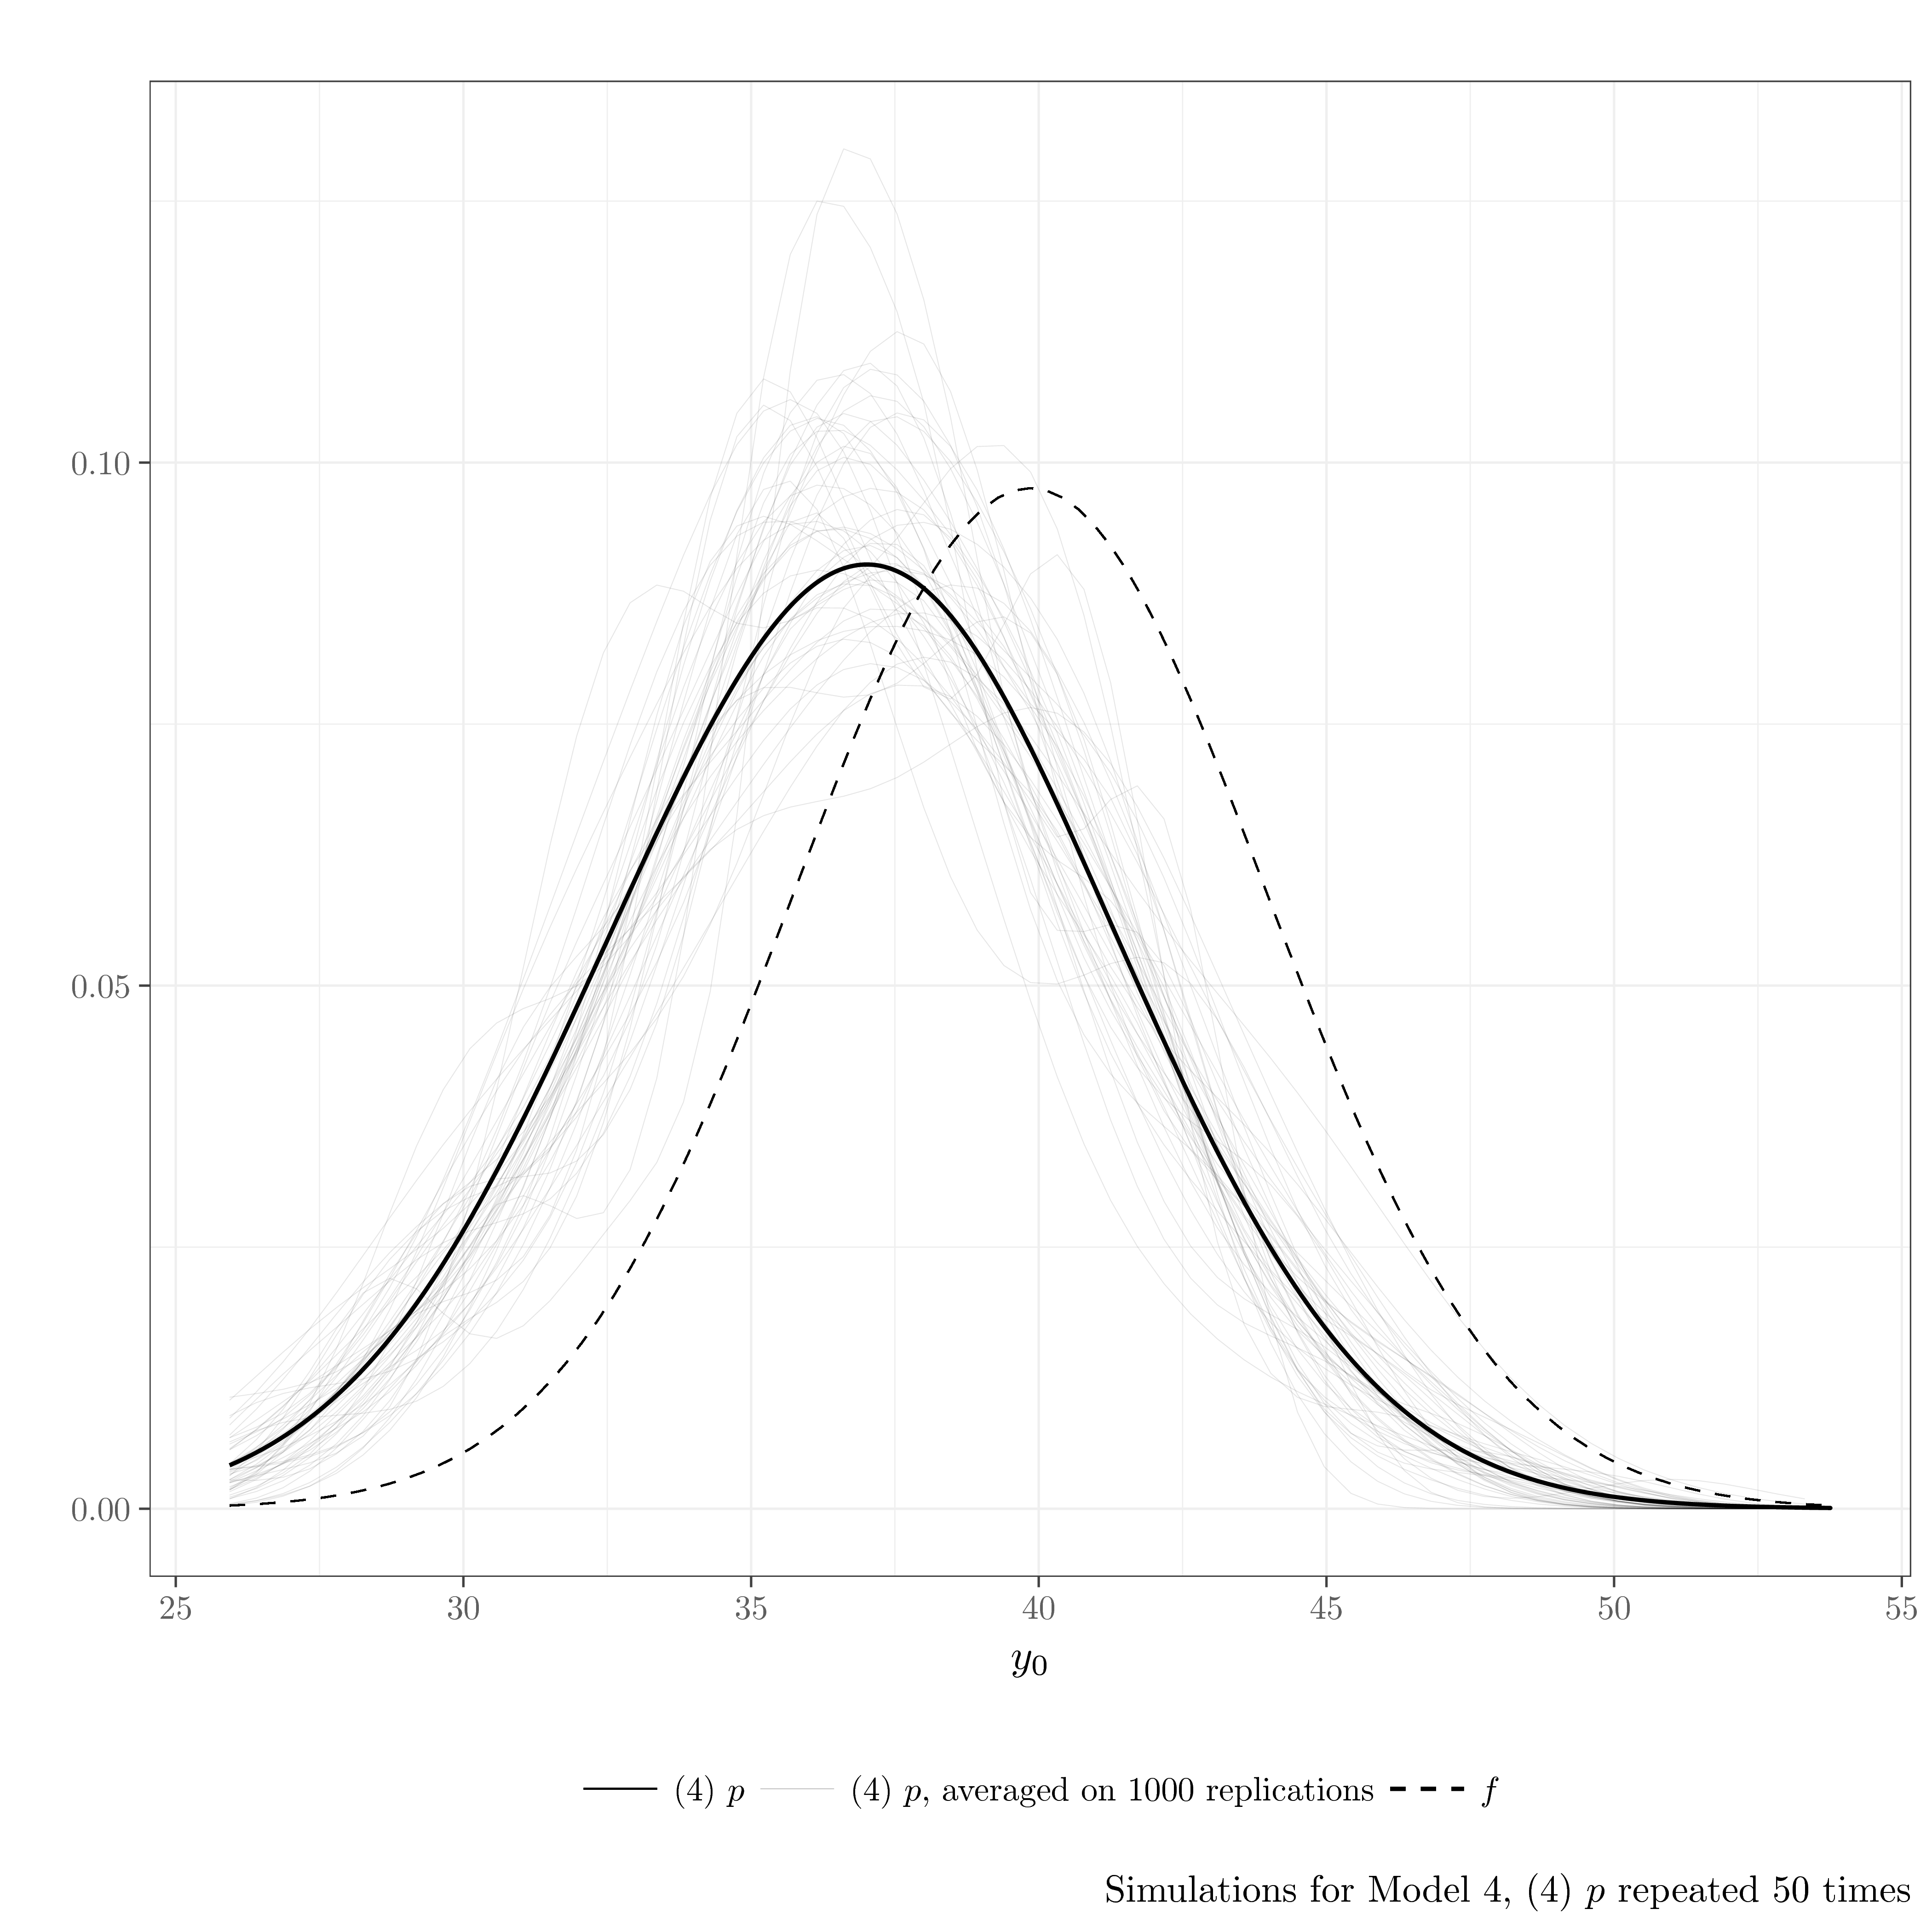 0.10
0.05
0.00
25 30 35 40 45 50 55
y₀
(4) p (4) p, averaged on 1000 replications f
Simulations for Model 4, (4) p repeated 50 times